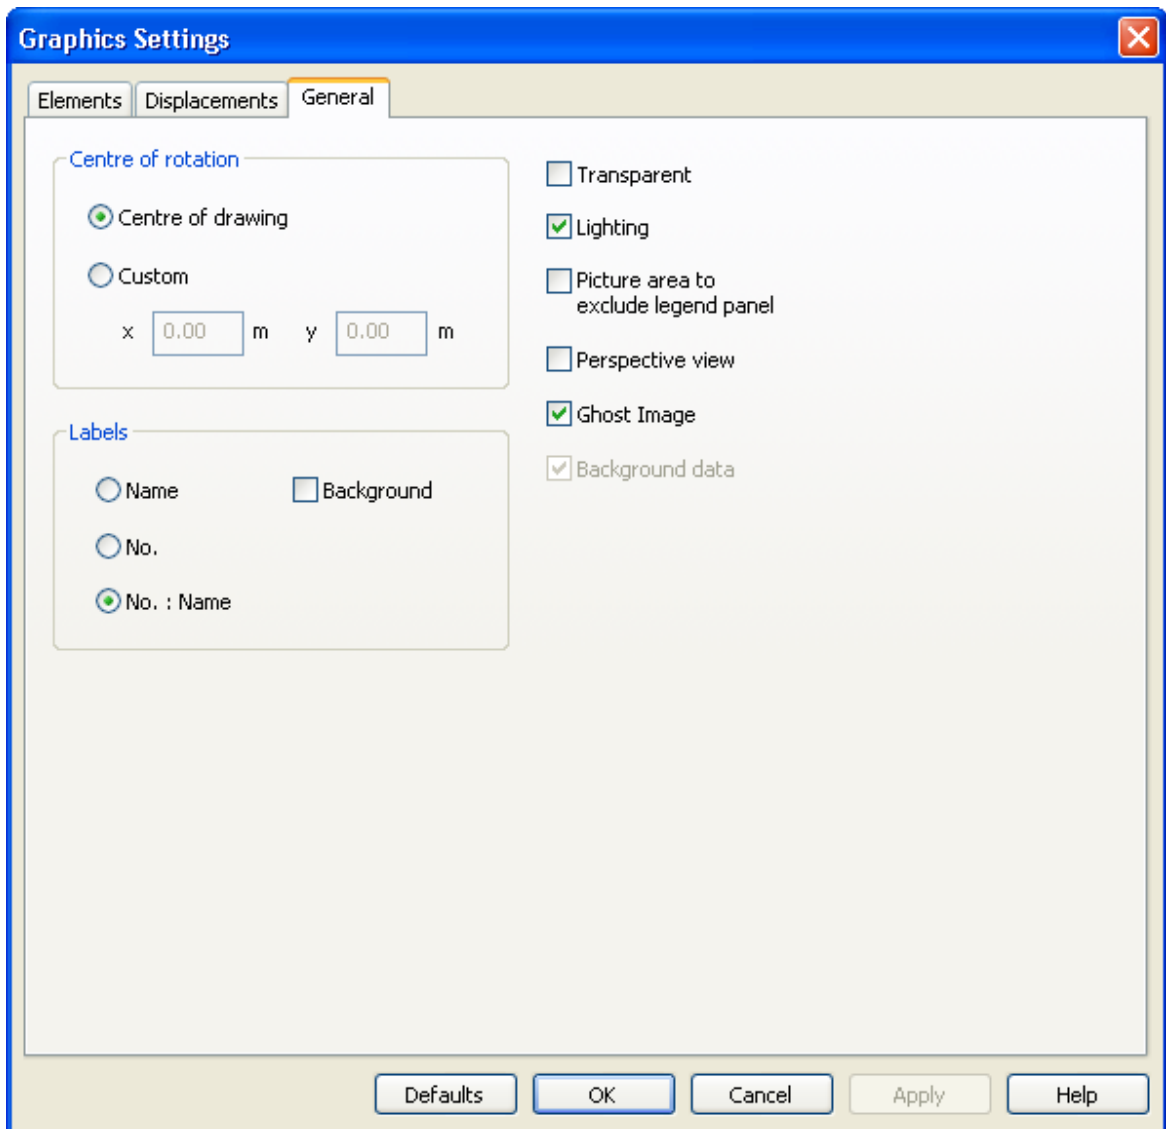 Graphics Settings
Elements Displacements General
Centre of rotation
Centre of drawing
Custom
x 0.00 m y 0.00 m
Labels
Name Background
No.
No. : Name
Transparent
Lighting
Picture area to
exclude legend panel
Perspective view
Ghost Image
Background data
Defaults OK Cancel Apply Help